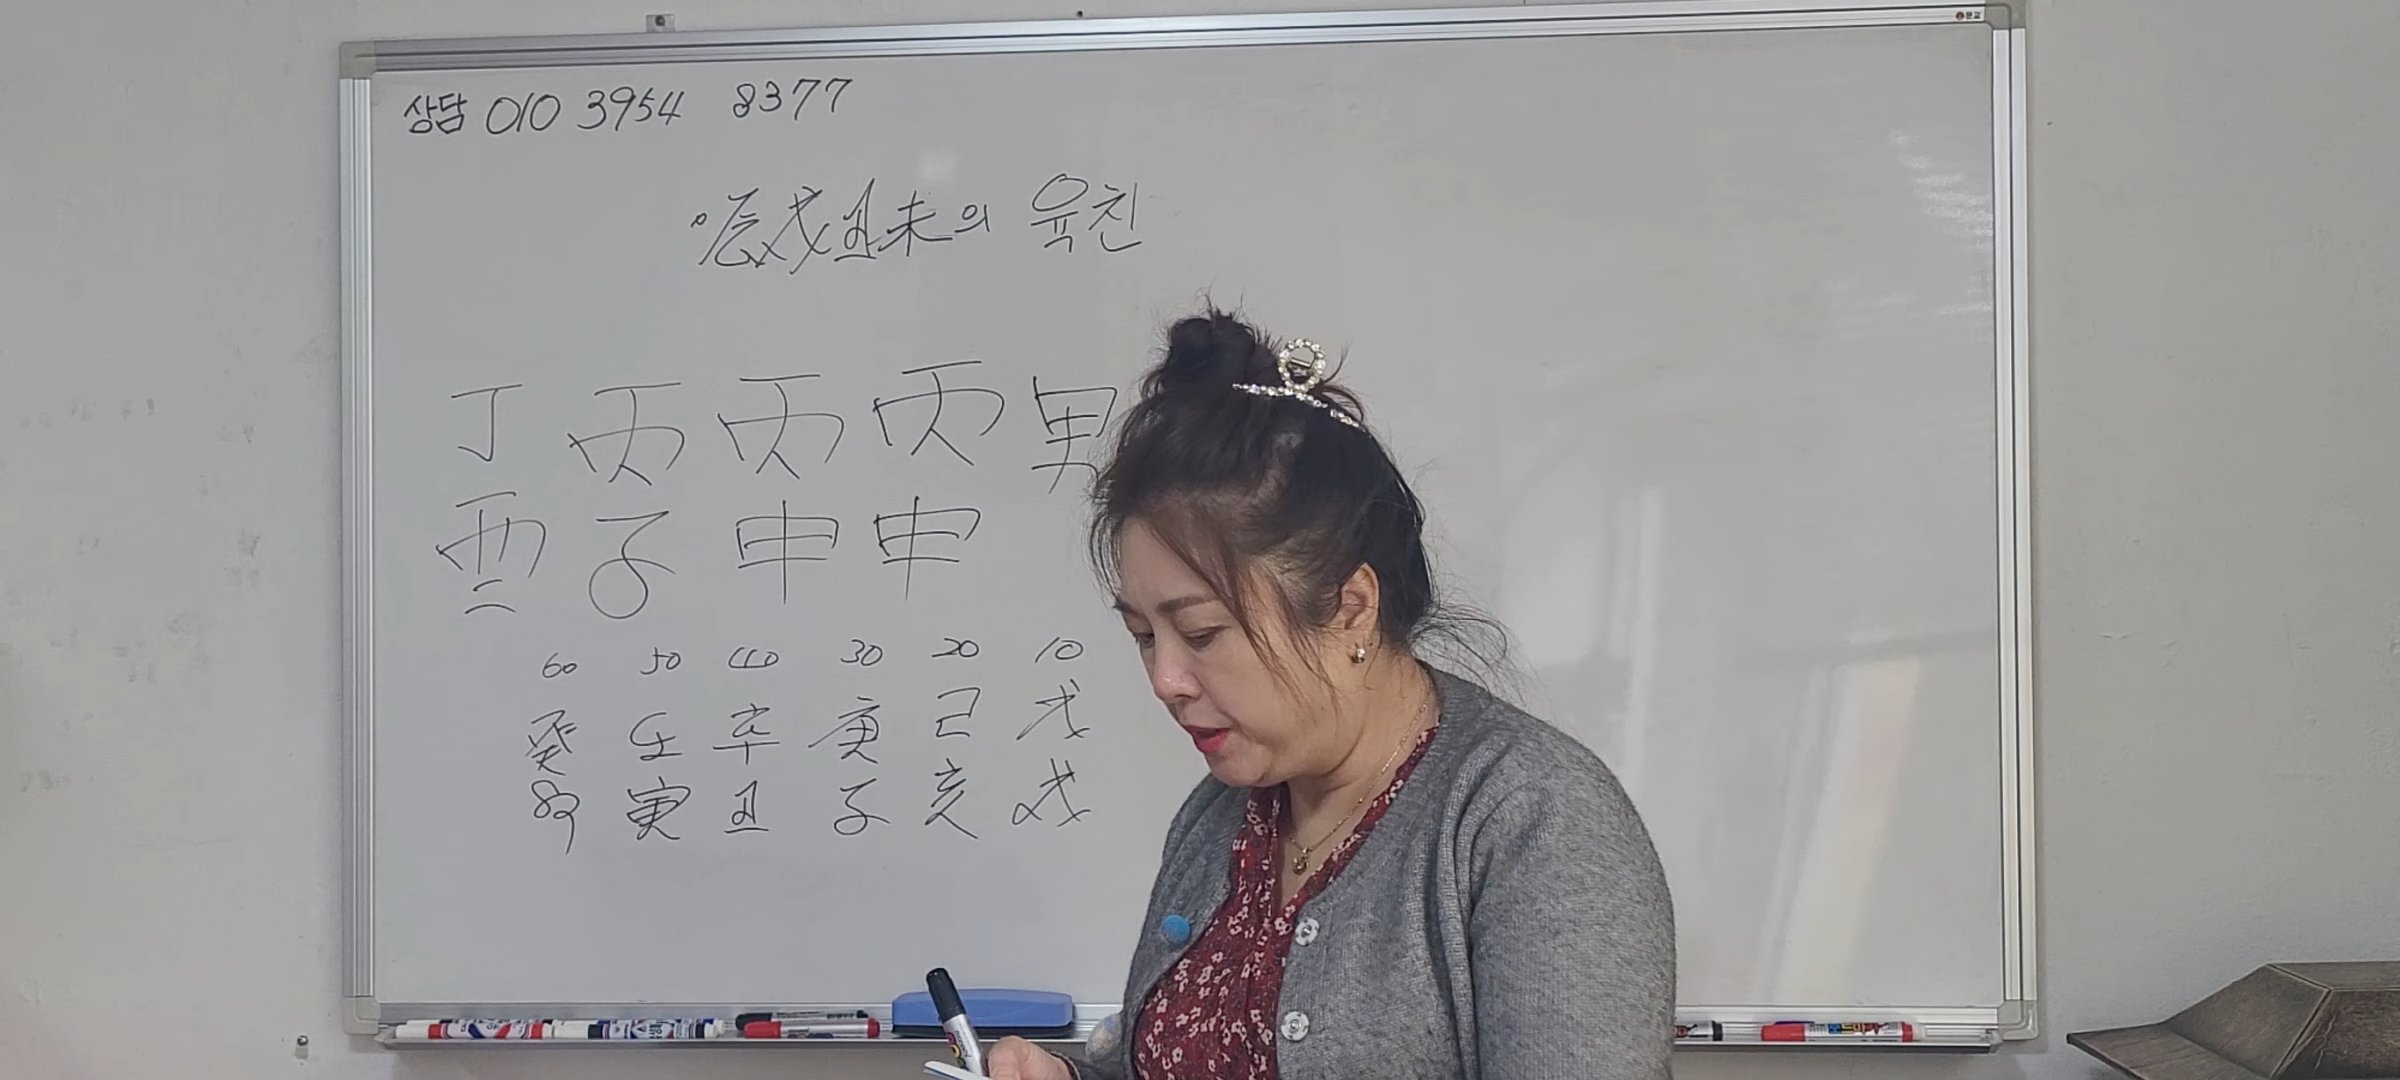 상담 010 3954 8377
辰戌丑未의 육친
丁 丙 丙 丙 男
酉 子 申 申
60 50 40 30 20 10
癸 壬 辛 庚 己 戊
卯 寅 丑 子 亥 戌